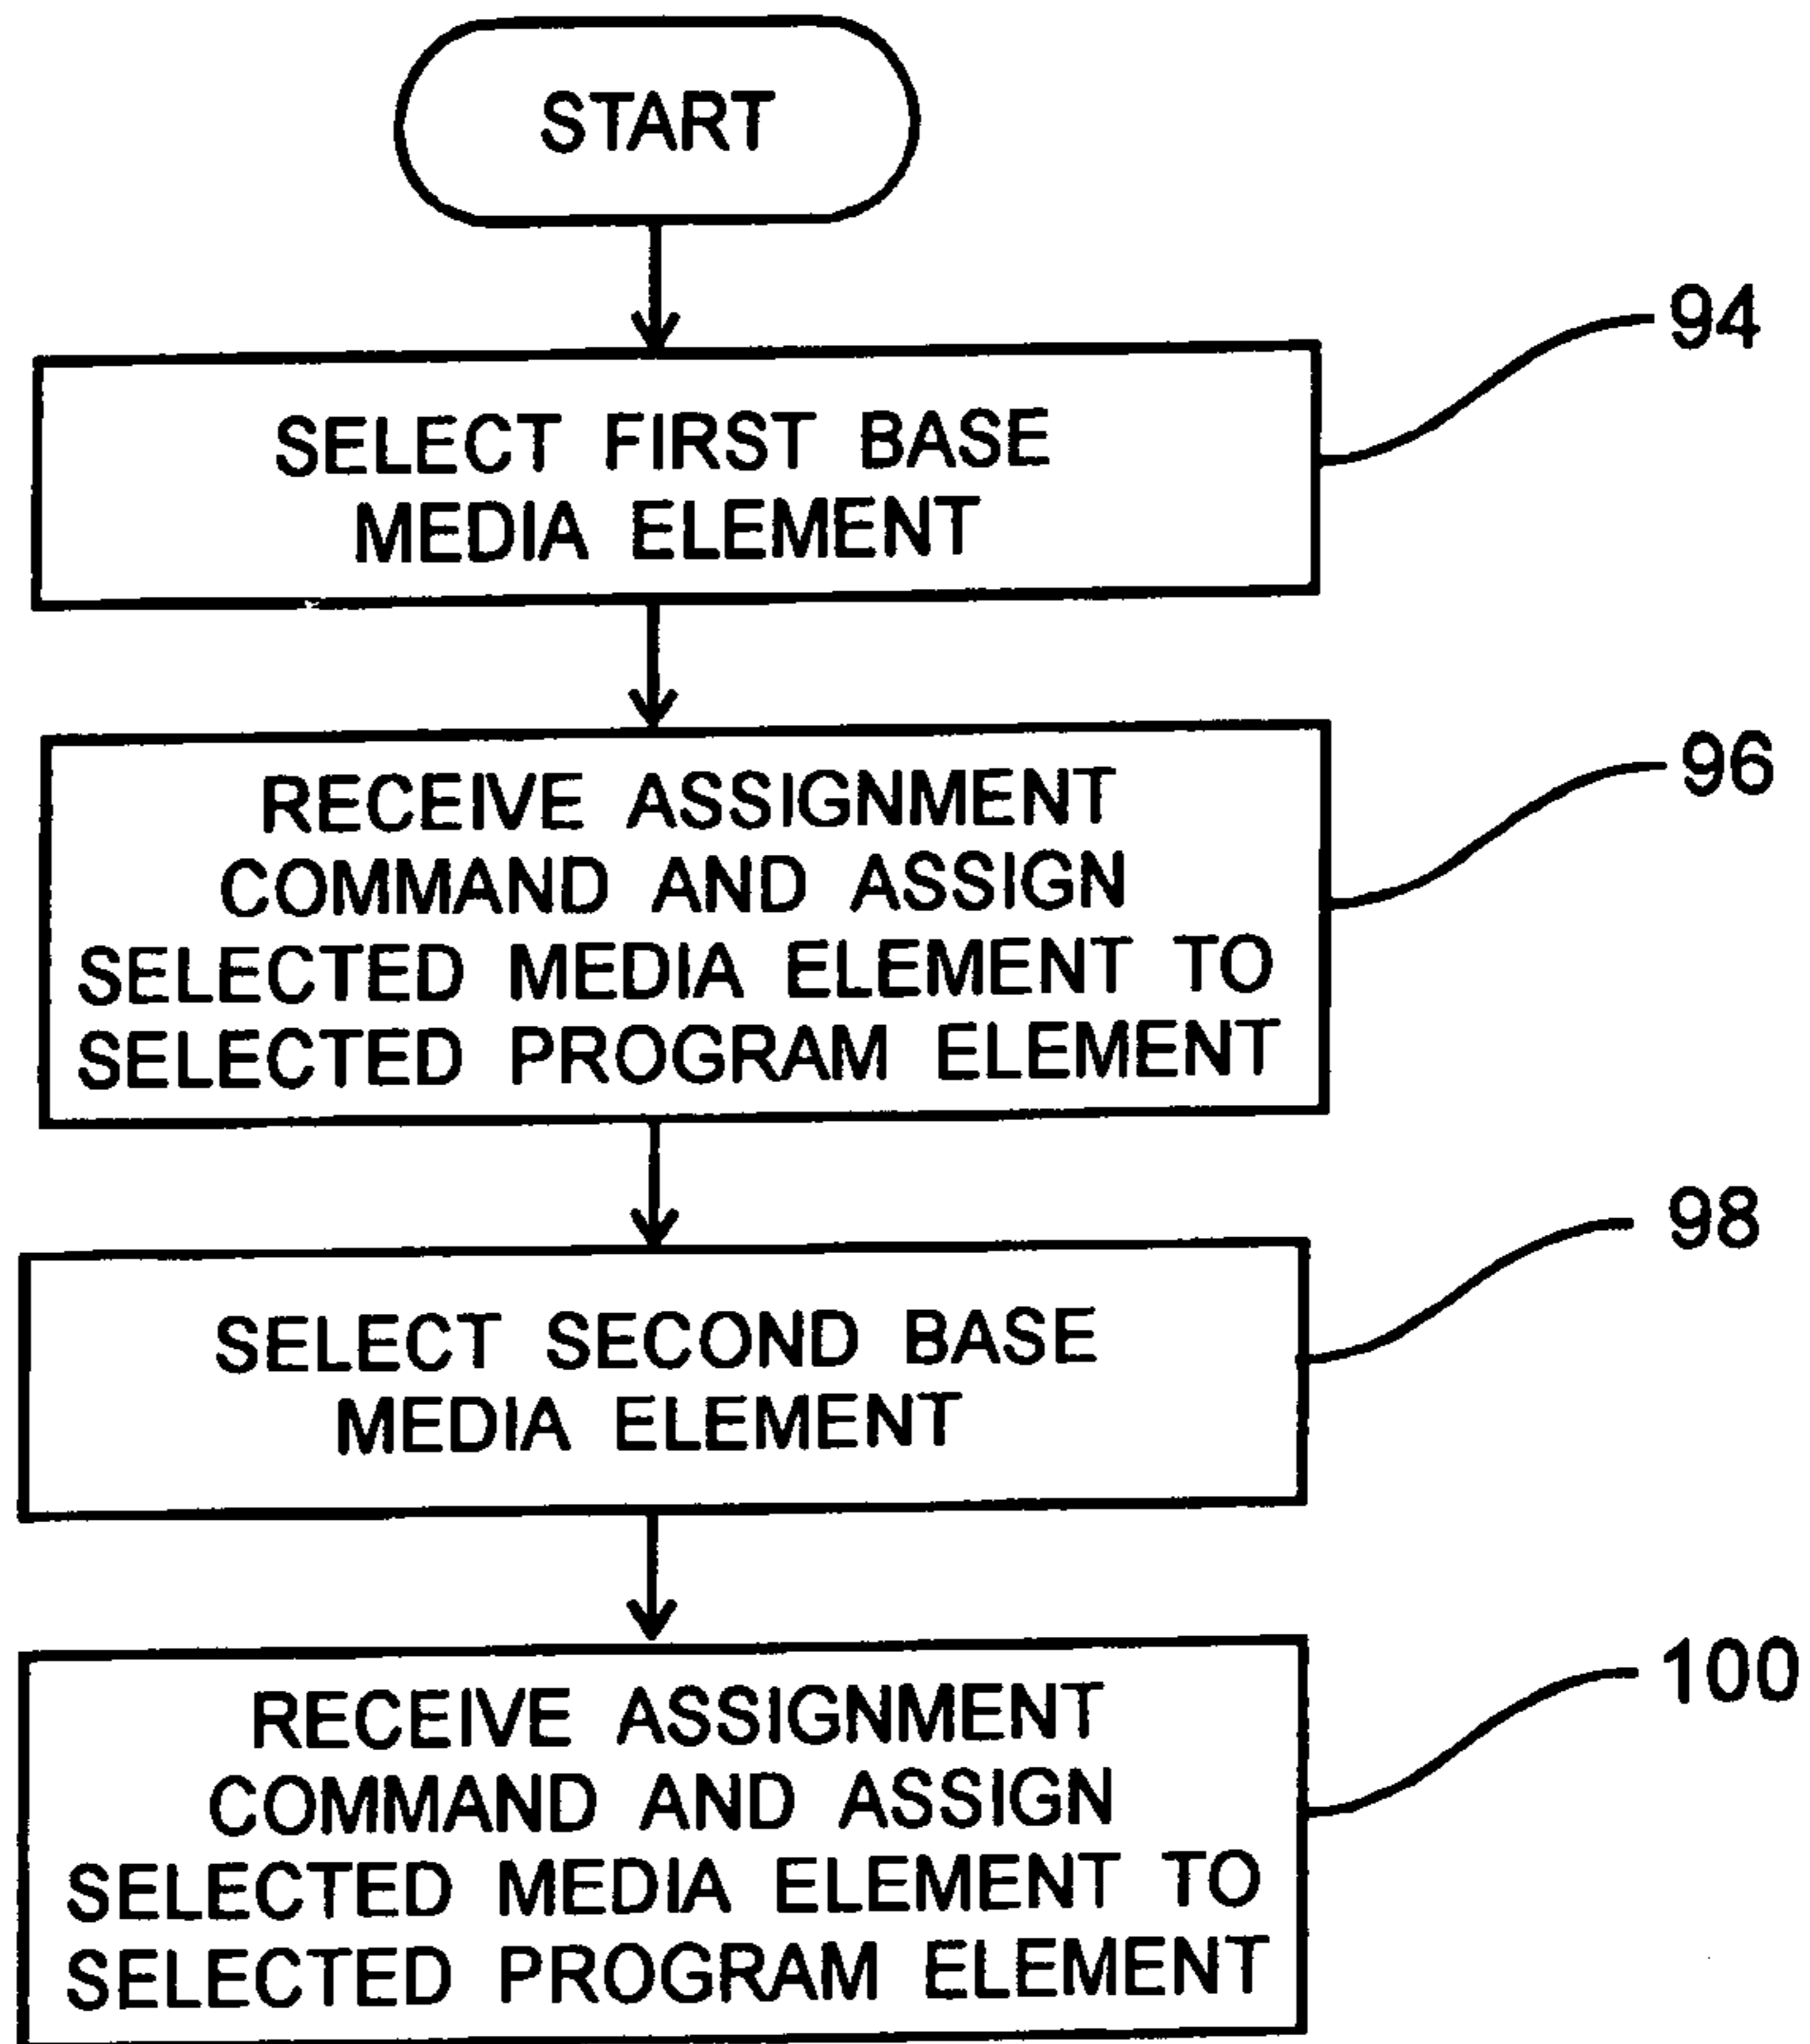 START
94
SELECT FIRST BASE
MEDIA ELEMENT
96
RECEIVE ASSIGNMENT
COMMAND AND ASSIGN
SELECTED MEDIA ELEMENT TO
SELECTED PROGRAM ELEMENT
98
SELECT SECOND BASE
MEDIA ELEMENT
100
RECEIVE ASSIGNMENT
COMMAND AND ASSIGN
SELECTED MEDIA ELEMENT TO
SELECTED PROGRAM ELEMENT